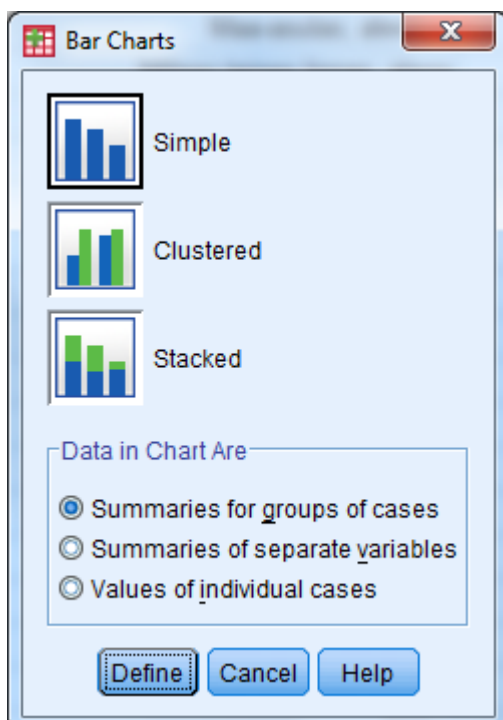 Bar Charts
Simple
Clustered
Stacked
Data in Chart Are
Summaries for groups of cases
Summaries of separate variables
Values of individual cases
Define Cancel Help